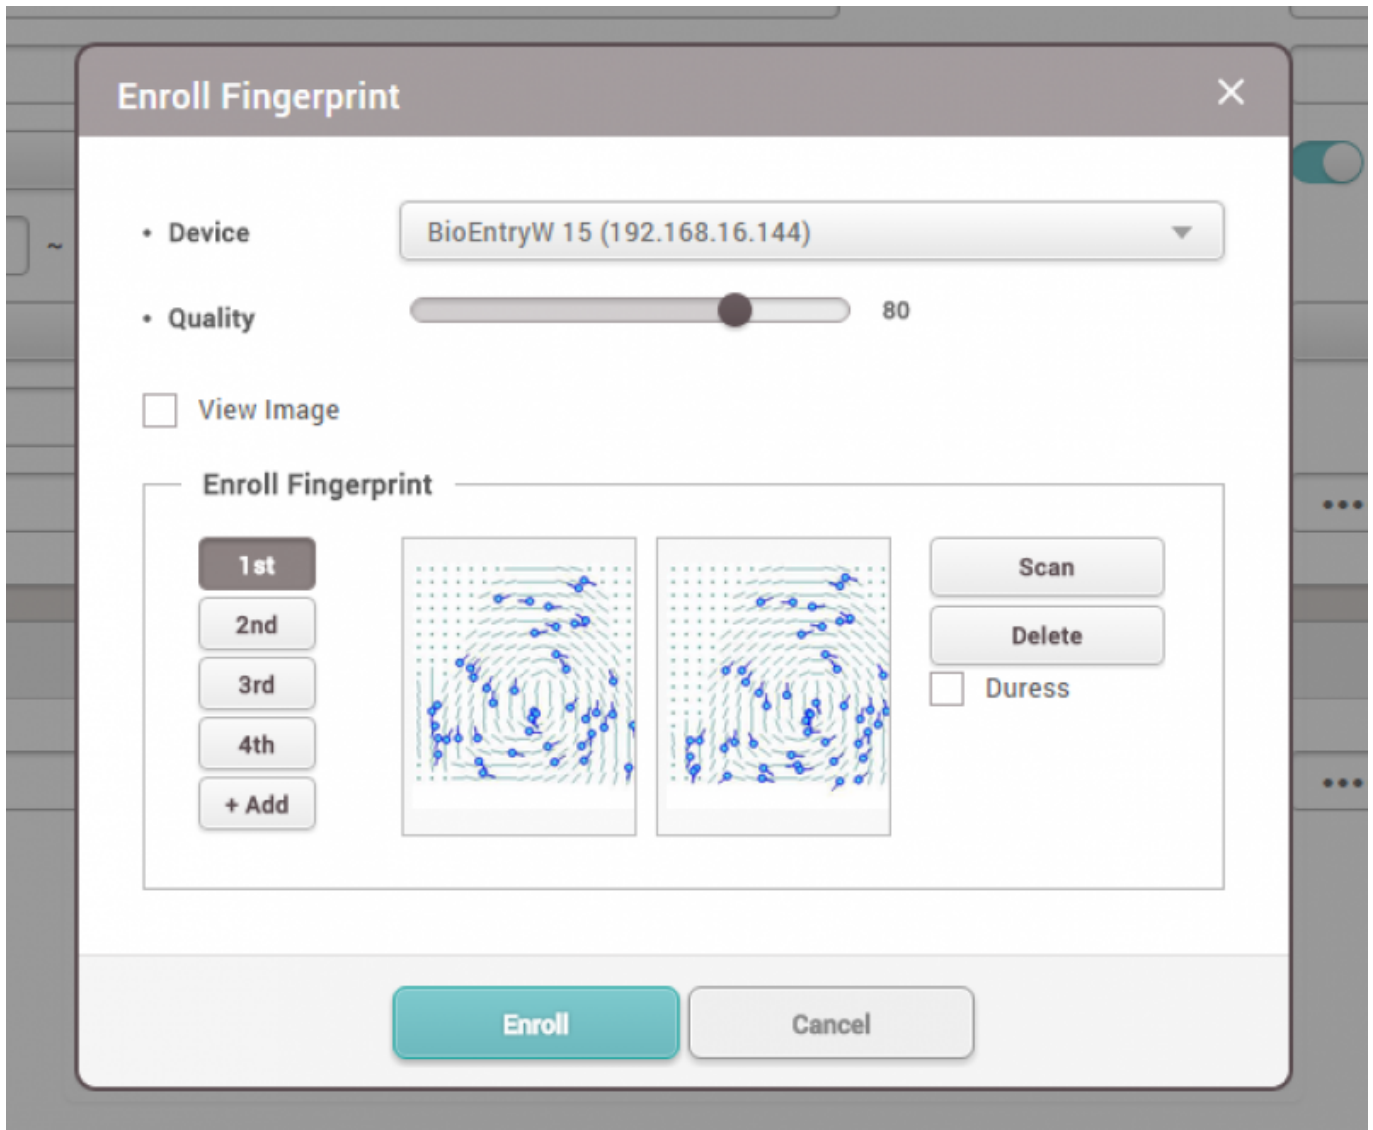 Enroll Fingerprint
• Device
BioEntryW 15 (192.168.16.144)
~
• Quality
80
View Image
Enroll Fingerprint
1st
2nd
3rd
4th
+ Add
Scan
Delete
Duress
Enroll
Cancel